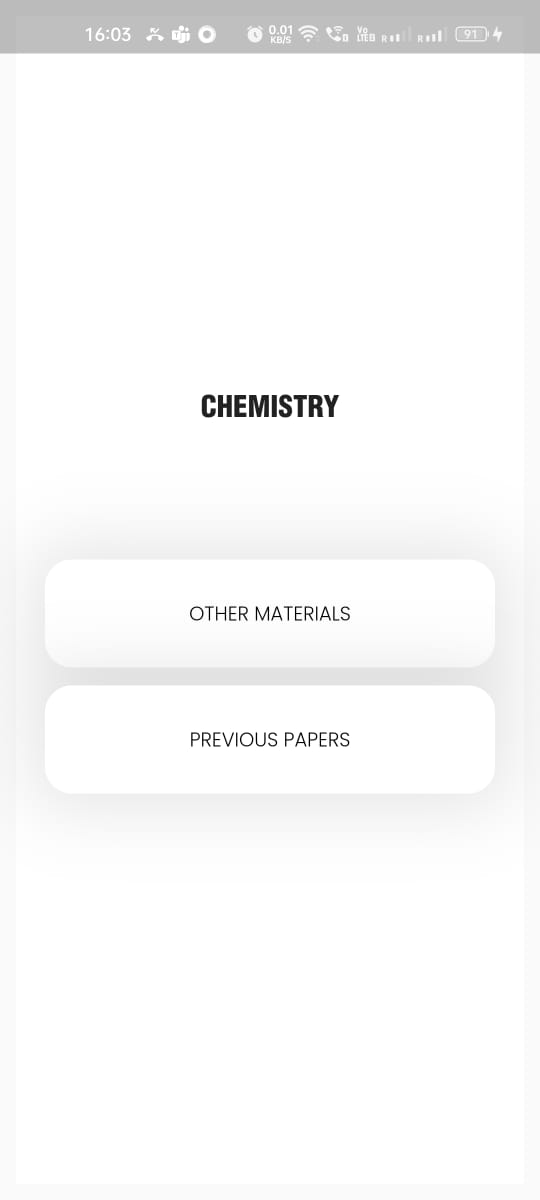 16:03 0.01 KB/S Vo LTE R R 91
CHEMISTRY
OTHER MATERIALS
PREVIOUS PAPERS